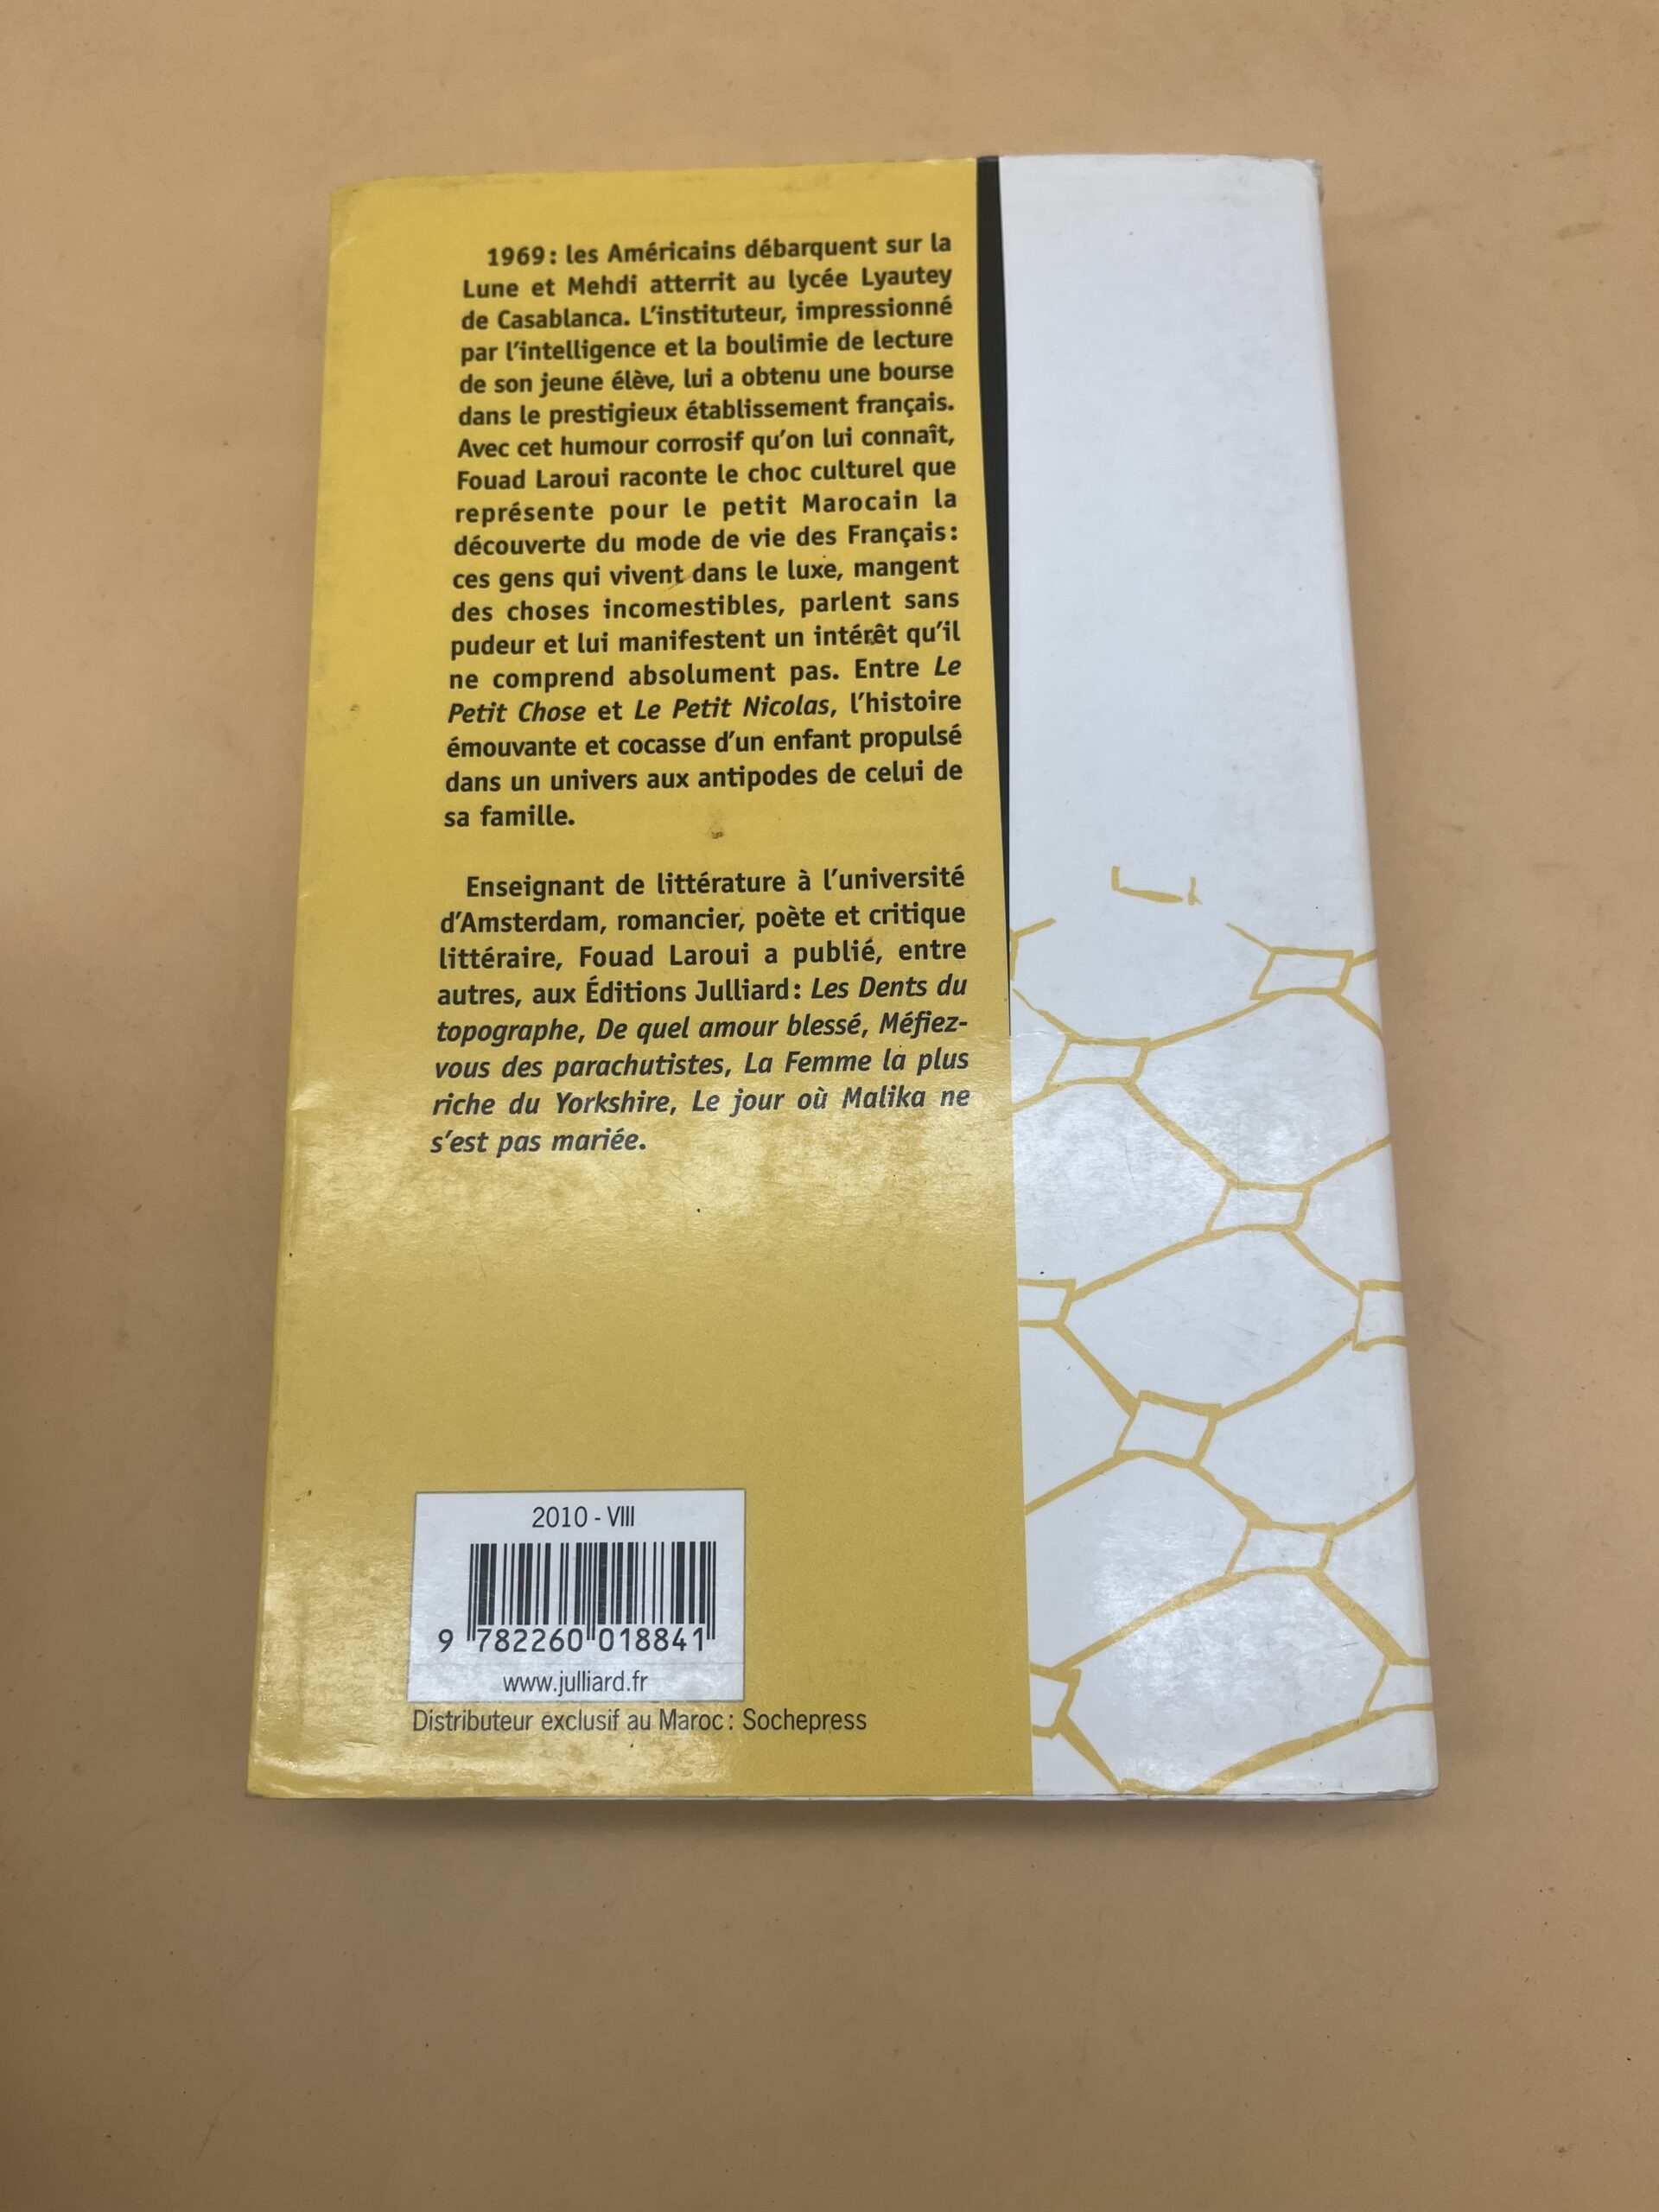 1969 : les Américains débarquent sur la
Lune et Mehdi atterrit au lycée Lyautey
de Casablanca. L'instituteur, impressionné
par l'intelligence et la boulimie de lecture
de son jeune élève, lui a obtenu une bourse
dans le prestigieux établissement français.
Avec cet humour corrosif qu'on lui connaît,
Fouad Laroui raconte le choc culturel que
représente pour le petit Marocain la
découverte du mode de vie des Français :
ces gens qui vivent dans le luxe, mangent
des choses incomestibles, parlent sans
pudeur et lui manifestent un intérêt qu'il
ne comprend absolument pas. Entre Le
Petit Chose et Le Petit Nicolas, l'histoire
émouvante et cocasse d'un enfant propulsé
dans un univers aux antipodes de celui de
sa famille.
Enseignant de littérature à l'université
d'Amsterdam, romancier, poète et critique
littéraire, Fouad Laroui a publié, entre
autres, aux Éditions Julliard : Les Dents du
topographe, De quel amour blessé, Méfiez-
vous des parachutistes, La Femme la plus
riche du Yorkshire, Le jour où Malika ne
s'est pas mariée.
2010 - VIII
9 782260 018841
www.julliard.fr
Distributeur exclusif au Maroc : Sochepress